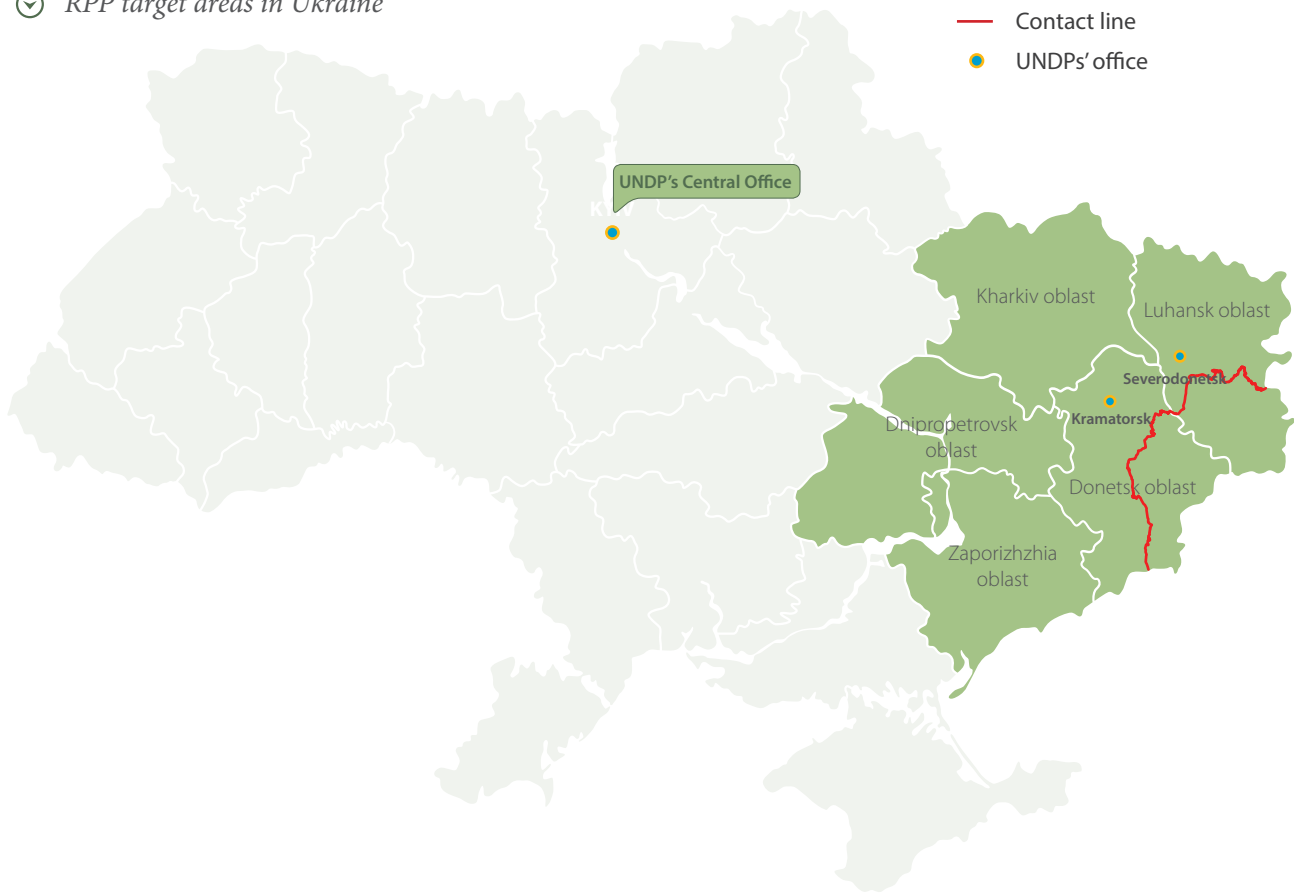 RPP target areas in Ukraine
Contact line
UNDPs' office
UNDP's Central Office
Kharkiv oblast
Luhansk oblast
Severodonetsk
Kramatorsk
Dnipropetrovsk
oblast
Donetsk oblast
Zaporizhzhia
oblast